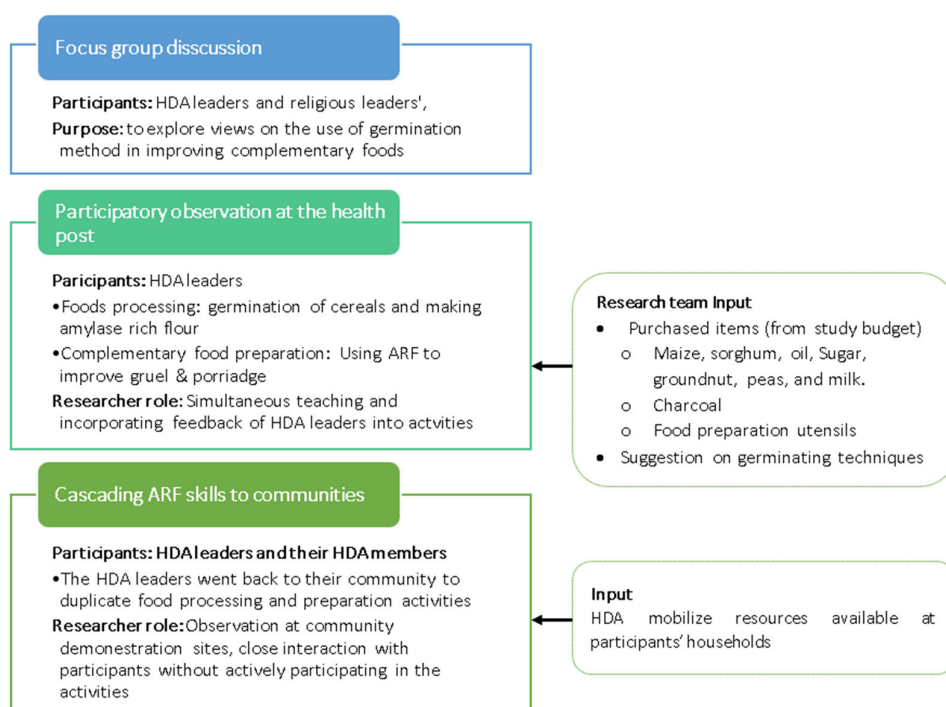 Focus group disscussion
Participants: HDA leaders and religious leaders',
Purpose: to explore views on the use of germination
method in improving complementary foods
Participatory observation at the health
post
Paricipants: HDA leaders
•Foods processing: germination of cereals and making
amylase rich flour
•Complementary food preparation: Using ARF to
improve gruel & porriadge
Researcher role: Simultaneous teaching and
incorporating feedback of HDA leaders into actvities
Research team Input
• Purchased items (from study budget)
o Maize, sorghum, oil, Sugar,
groundnut, peas, and milk.
o Charcoal
o Food preparation utensils
• Suggestion on germinating techniques
Cascading ARF skills to communities
Participants: HDA leaders and their HDA members
•The HDA leaders went back to their community to
duplicate food processing and preparation activities
Researcher role: Observation at community
demonestration sites, close interaction with
participants without actively participating in the
activities
Input
HDA mobilize resources available at
participants' households